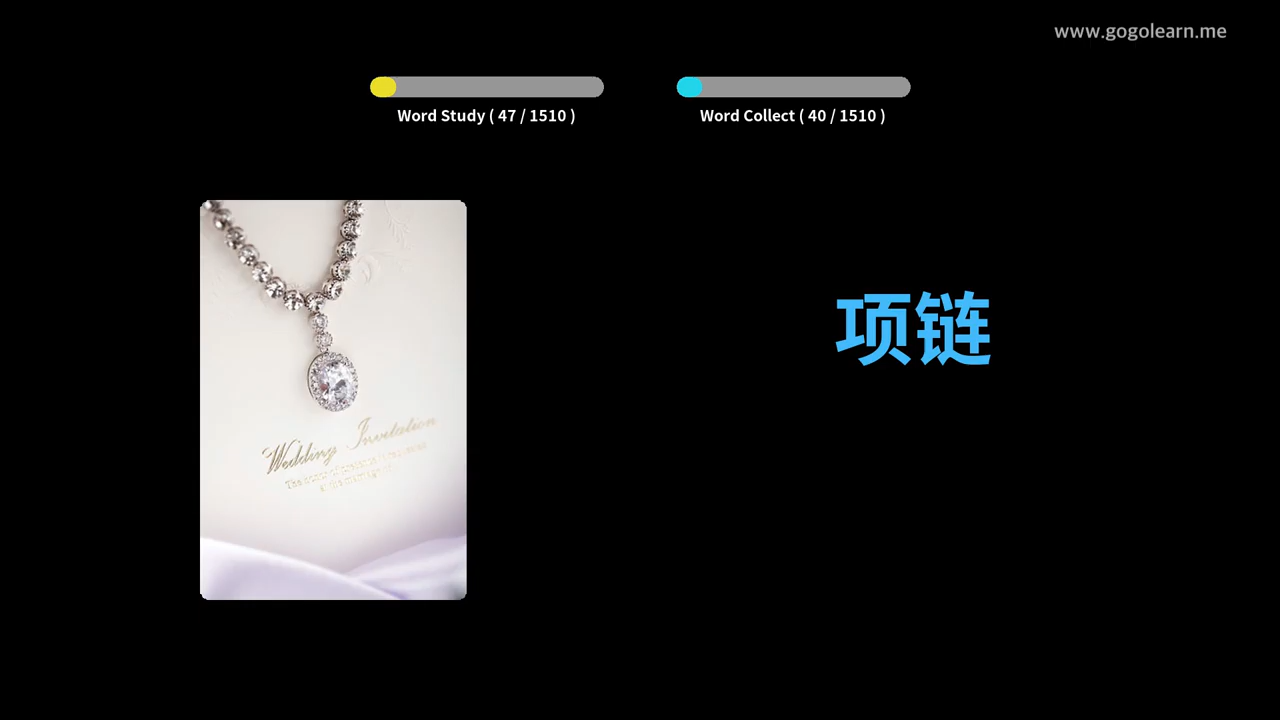 www.gogolearn.me
Word Study ( 47 / 1510 )
Word Collect ( 40 / 1510 )
项链
Wedding Invitation